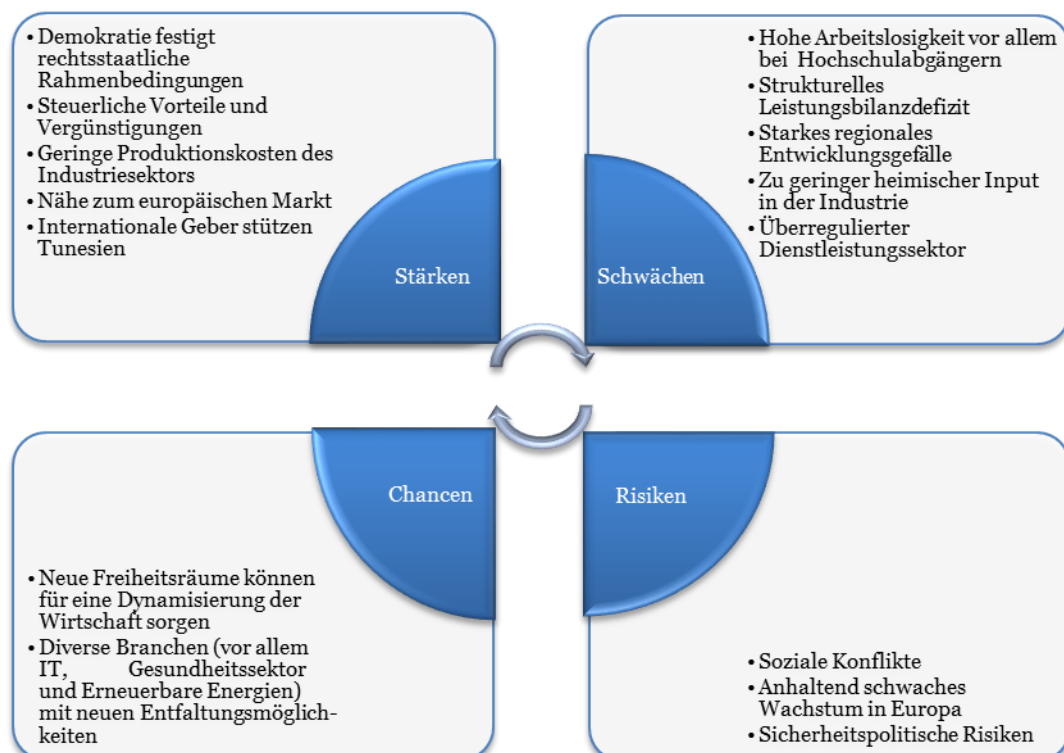 • Demokratie festigt
rechtsstaatliche
Rahmenbedingungen
• Steuerliche Vorteile und
Vergünstigungen
• Geringe Produktionskosten des
Industriesektors
• Nähe zum europäischen Markt
• Internationale Geber stützen
Tunesien
Stärken
• Hohe Arbeitslosigkeit vor allem
bei Hochschulabgängern
• Strukturelles
Leistungsbilanzdefizit
• Starkes regionales
Entwicklungsgefälle
• Zu geringer heimischer Input
in der Industrie
• Überregulierter
Dienstleistungssektor
Schwächen
Chancen
• Neue Freiheitsräume können
für eine Dynamisierung der
Wirtschaft sorgen
• Diverse Branchen (vor allem
IT, Gesundheitssektor
und Erneuerbare Energien)
mit neuen Entfaltungsmöglich-
keiten
Risiken
• Soziale Konflikte
• Anhaltend schwaches
Wachstum in Europa
• Sicherheitspolitische Risiken